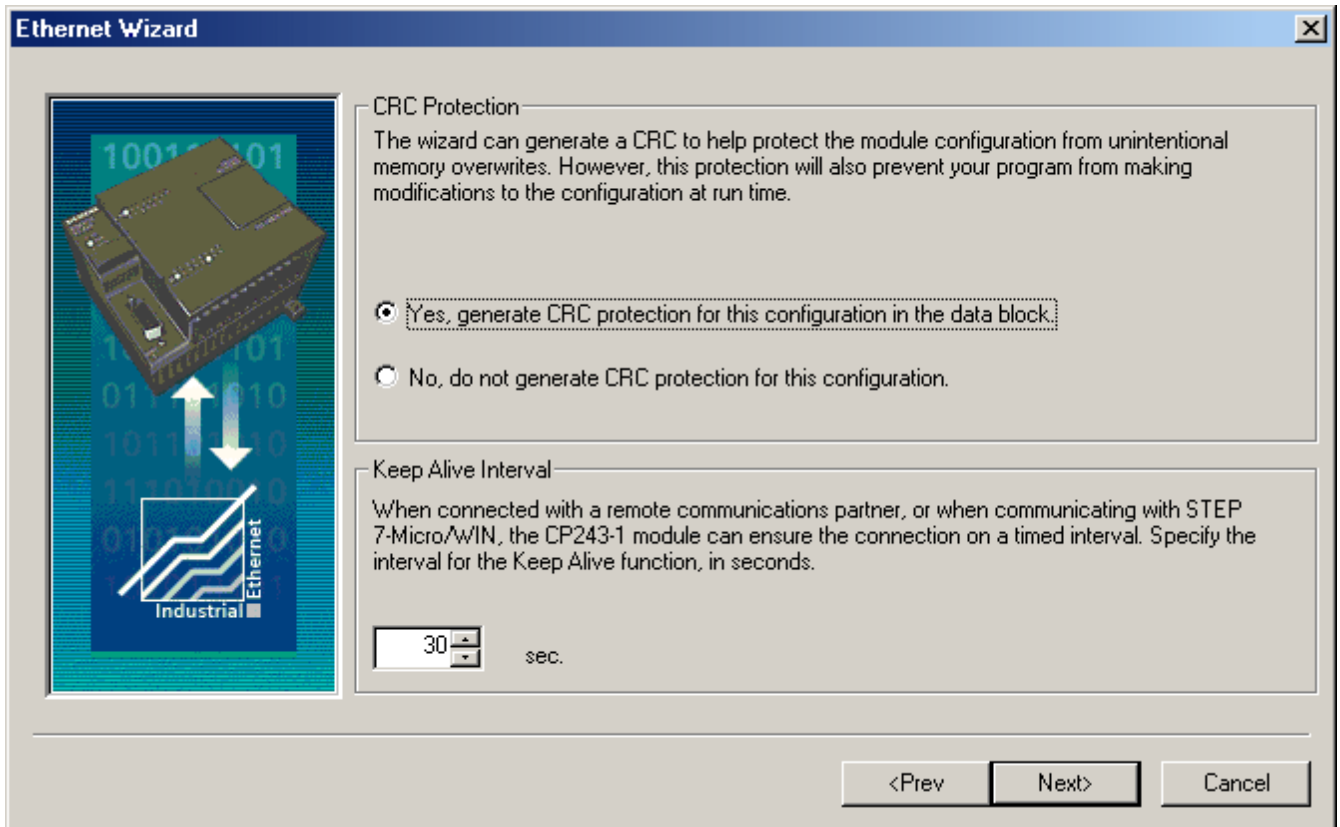 Ethernet Wizard
CRC Protection
The wizard can generate a CRC to help protect the module configuration from unintentional
memory overwrites. However, this protection will also prevent your program from making
modifications to the configuration at run time.
Yes, generate CRC protection for this configuration in the data block.
No, do not generate CRC protection for this configuration.
Keep Alive Interval
When connected with a remote communications partner, or when communicating with STEP
7-Micro/WIN, the CP243-1 module can ensure the connection on a timed interval. Specify the
interval for the Keep Alive function, in seconds.
30
sec.
Industrial
Ethernet
<Prev
Next>
Cancel